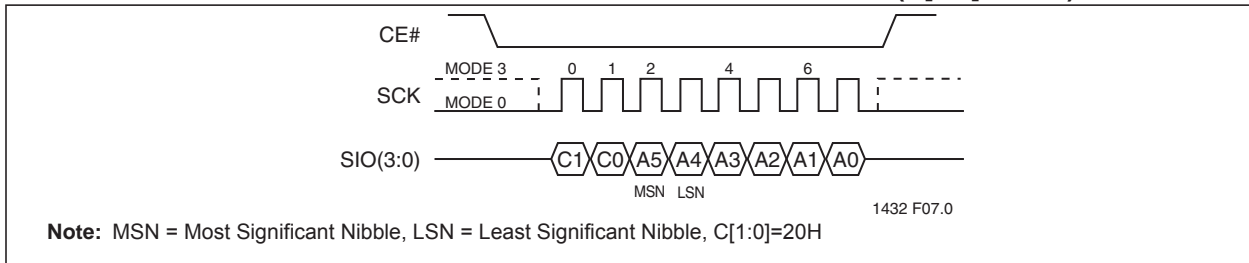 CE#
MODE 3 0 1 2 4 6
SCK
MODE 0
SIO(3:0) C1 C0 A5 A4 A3 A2 A1 A0
MSN LSN
1432 F07.0
Note: MSN = Most Significant Nibble, LSN = Least Significant Nibble, C[1:0]=20H